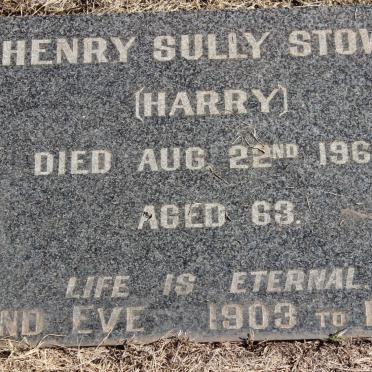 HENRY SULLY STOW
(HARRY)
DIED AUG. 22ND 196
AGED 63.
LIFE IS ETERNAL
ND EVE 1903 TO